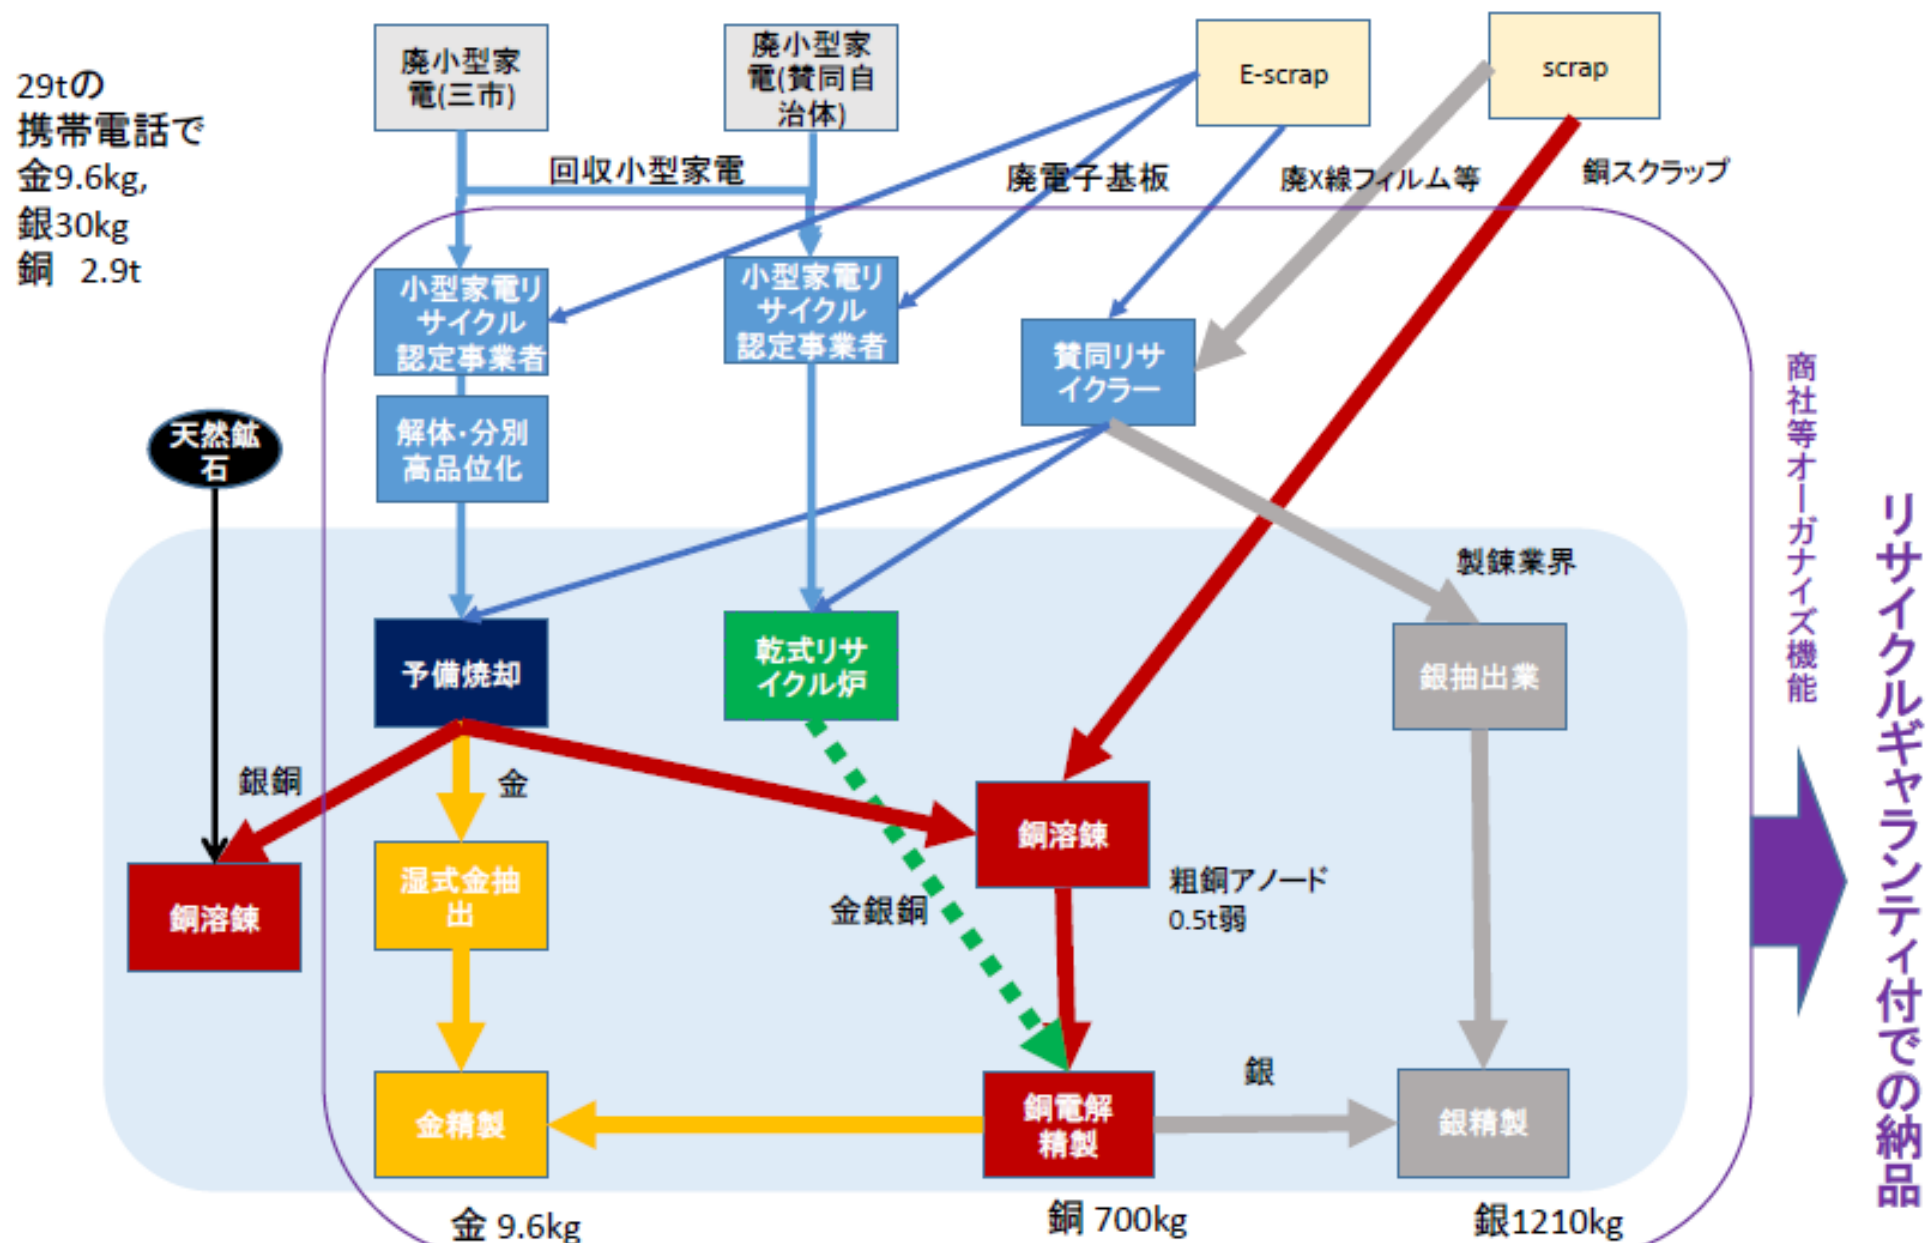 29tの
携帯電話で
金9.6kg,
銀30kg
銅 2.9t
廃小型家
電(三市)
廃小型家
電(賛同自
治体)
E-scrap
scrap
回収小型家電
廃電子基板
廃X線フィルム等
銅スクラップ
小型家電リ
サイクル
認定事業者
小型家電リ
サイクル
認定事業者
賛同リサ
イクラー
解体・分別
高品位化
天然鉱
石
製錬業界
予備焼却
乾式リサ
イクル炉
銀抽出業
銀銅
金
銅溶錬
湿式金抽
出
金銀銅
銅溶錬
粗銅アノード
0.5t弱
金精製
銅電解
精製
銀
銀精製
金 9.6kg
銅 700kg
銀1210kg
商社等オーガナイズ機能
リサイクルギャランティ付での納品